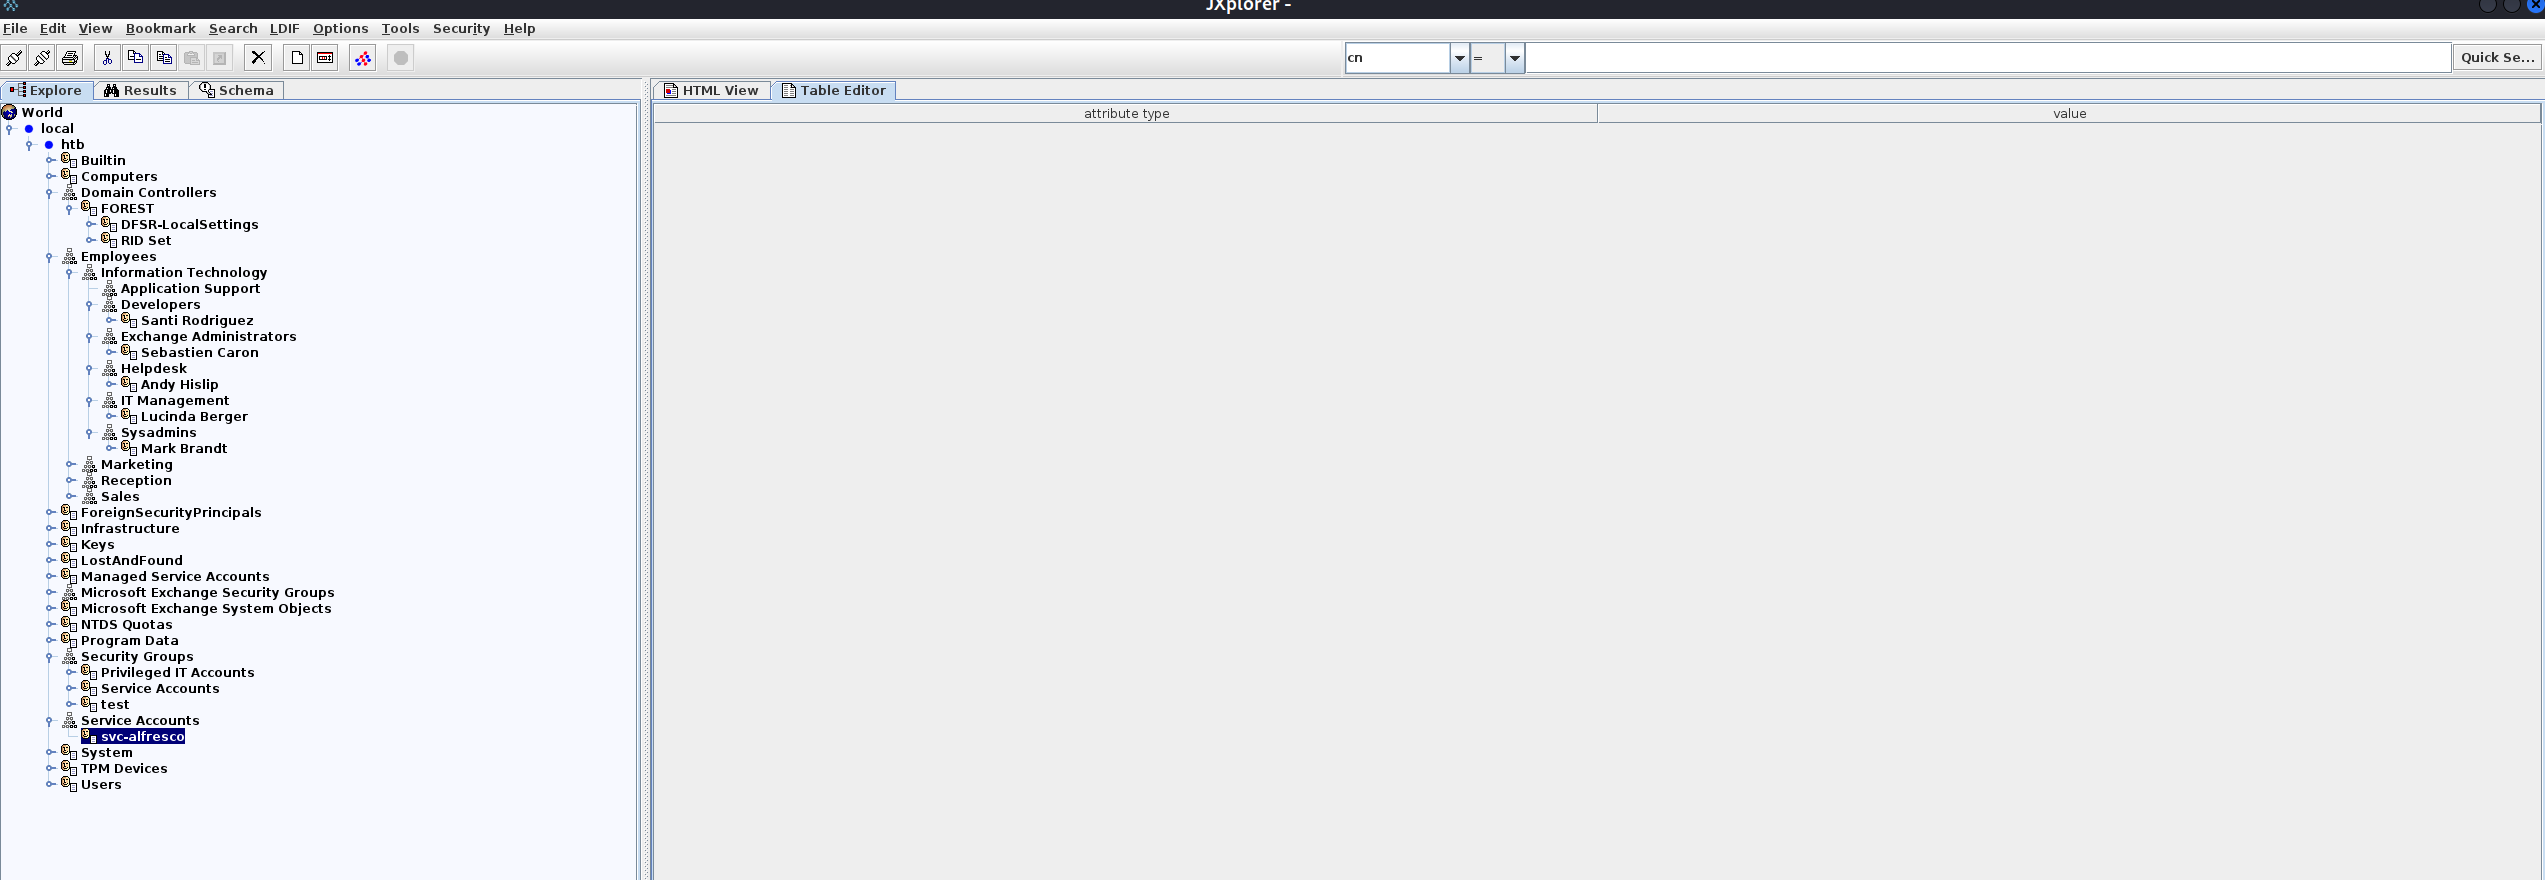 JXplorer -
File Edit View Bookmark Search LDIF Options Tools Security Help
cn = Quick Se...
Explore Results Schema HTML View Table Editor
attribute type value
World
local
htb
Builtin
Computers
Domain Controllers
FOREST
DFSR-LocalSettings
RID Set
Employees
Information Technology
Application Support
Developers
Santi Rodriguez
Exchange Administrators
Sebastien Caron
Helpdesk
Andy Hislip
IT Management
Lucinda Berger
Sysadmins
Mark Brandt
Marketing
Reception
Sales
ForeignSecurityPrincipals
Infrastructure
Keys
LostAndFound
Managed Service Accounts
Microsoft Exchange Security Groups
Microsoft Exchange System Objects
NTDS Quotas
Program Data
Security Groups
Privileged IT Accounts
Service Accounts
test
Service Accounts
svc-alfresco
System
TPM Devices
Users